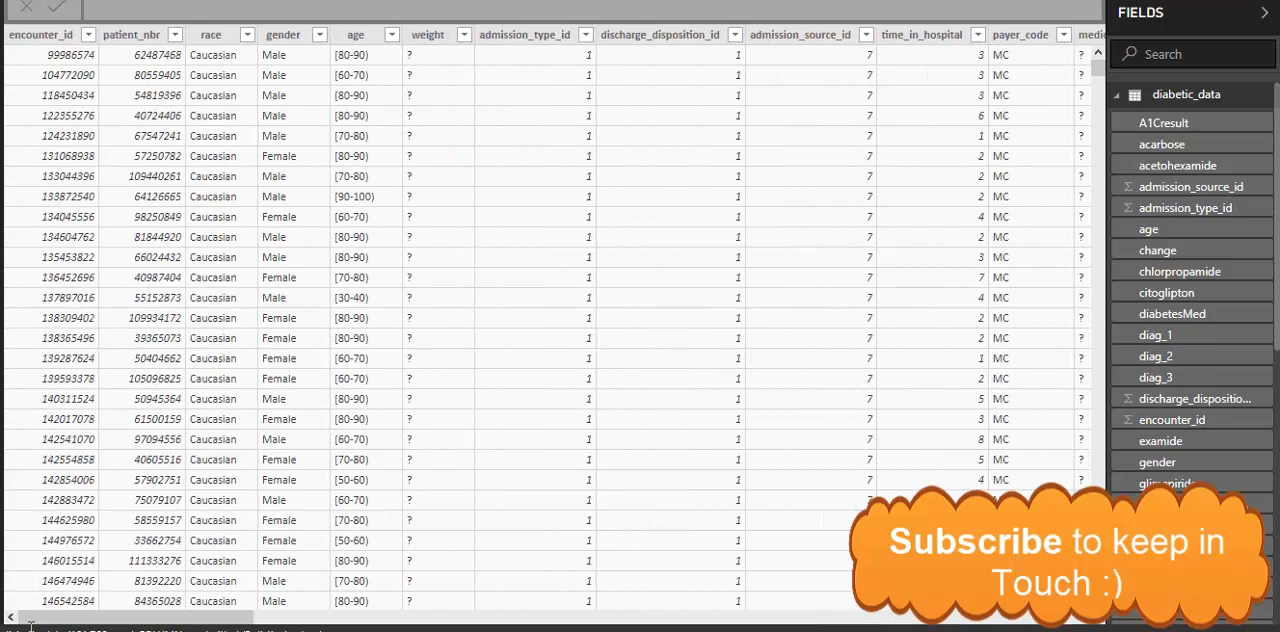 encounter_id patient_nbr race gender age weight admission_type_id discharge_disposition_id admission_source_id time_in_hospital payer_code medic
99986574 62487468 Caucasian Male [80-90) ? 1 1 7 3 MC ?
104772090 80559405 Caucasian Male [60-70) ? 1 1 7 3 MC ?
118450434 54819396 Caucasian Male [80-90) ? 1 1 7 3 MC ?
122355276 40724406 Caucasian Male [80-90) ? 1 1 7 6 MC ?
124231890 67547241 Caucasian Male [70-80) ? 1 1 7 1 MC ?
131068938 57250782 Caucasian Female [80-90) ? 1 1 7 2 MC ?
133044396 109440261 Caucasian Male [70-80) ? 1 1 7 2 MC ?
133872540 64126665 Caucasian Male [90-100) ? 1 1 7 2 MC ?
134045556 98250849 Caucasian Female [60-70) ? 1 1 7 4 MC ?
134604762 81844920 Caucasian Male [80-90) ? 1 1 7 2 MC ?
135453822 66024432 Caucasian Male [80-90) ? 1 1 7 3 MC ?
136452696 40987404 Caucasian Female [70-80) ? 1 1 7 7 MC ?
137897016 55152873 Caucasian Male [30-40) ? 1 1 7 4 MC ?
138309402 109934172 Caucasian Female [80-90) ? 1 1 7 2 MC ?
138365496 39365073 Caucasian Female [80-90) ? 1 1 7 2 MC ?
139287624 50404662 Caucasian Female [60-70) ? 1 1 7 1 MC ?
139593378 105096825 Caucasian Female [60-70) ? 1 1 7 2 MC ?
140311524 50945364 Caucasian Male [80-90) ? 1 1 7 5 MC ?
142017078 61500159 Caucasian Female [80-90) ? 1 1 7 3 MC ?
142541070 97094556 Caucasian Male [60-70) ? 1 1 7 8 MC ?
142554858 40605516 Caucasian Female [70-80) ? 1 1 7 5 MC ?
142854006 57902751 Caucasian Female [50-60) ? 1 1 7 4 MC ?
142883472 75079107 Caucasian Male [60-70) ? 1 1
144625980 58559157 Caucasian Female [70-80) ? 1 1
144976572 33662754 Caucasian Female [50-60) ? 1 1
146015514 111333276 Caucasian Female [80-90) ? 1 1
146474946 81392220 Caucasian Male [70-80) ? 1 1
146542584 84365028 Caucasian Male [80-90) ? 1 1
FIELDS
Search
diabetic_data
A1Cresult
acarbose
acetohexamide
Σ admission_source_id
Σ admission_type_id
age
change
chlorpropamide
citoglipton
diabetesMed
diag_1
diag_2
diag_3
Σ discharge_dispositio...
Σ encounter_id
examide
gender
Subscribe to keep in
Touch :)